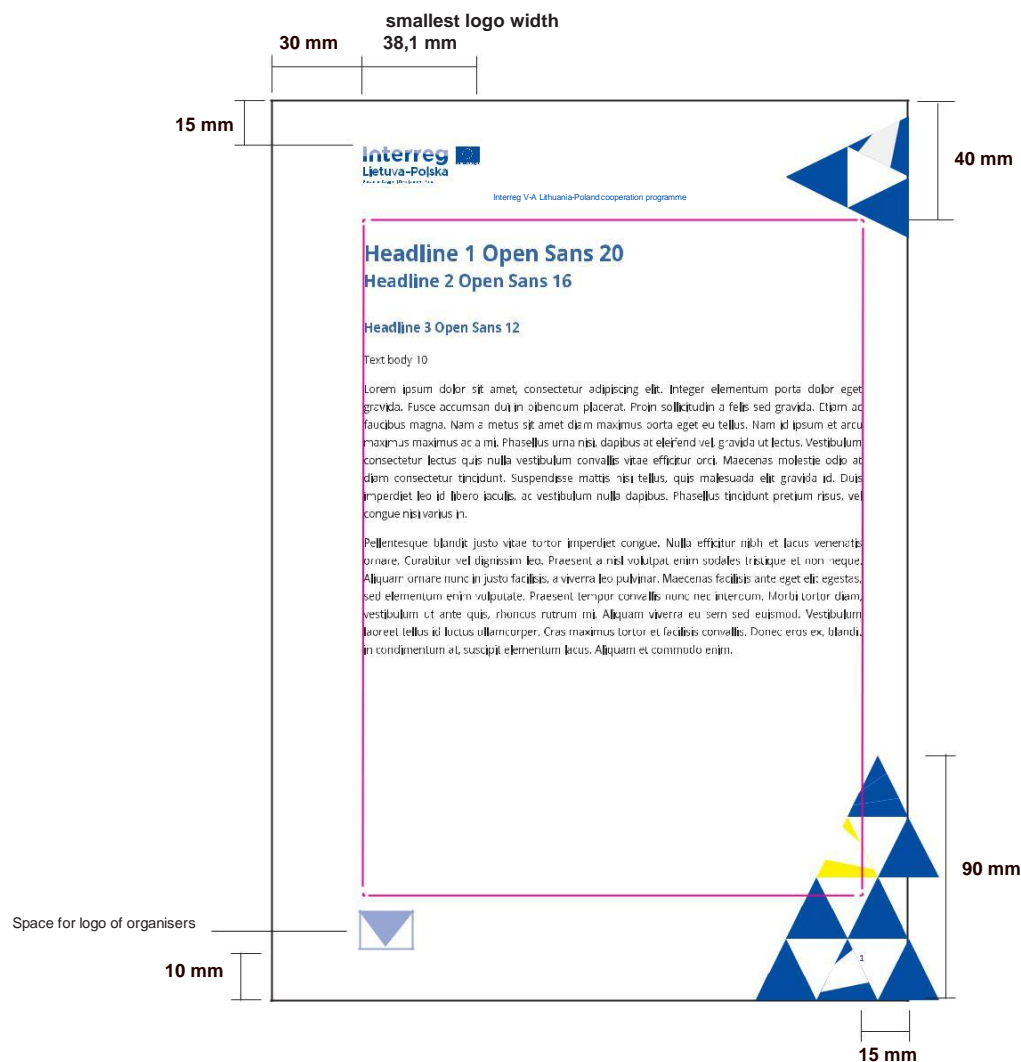 smallest logo width
30 mm
38,1 mm
15 mm
40 mm
Interreg
Lietuva-Polska
Interreg V-A Lithuania-Poland cooperation programme
Headline 1 Open Sans 20
Headline 2 Open Sans 16
Headline 3 Open Sans 12
Text body 10
Lorem ipsum dolor sit amet, consectetur adipiscing elit. Integer elementum porta dolor eget
gravida. Fusce accumsan dui in bibendum placerat. Proin sollicitudin a felis sed gravida. Etiam ac
faucibus magna. Nam a metus sit amet diam maximus porta eget eu tellus. Nam id ipsum et arcu
maximus maximus ac a mi. Phasellus urna nisi, dapibus at eleifend vel, gravida ut lectus. Vestibulum
consectetur lectus quis nulla vestibulum convallis vitae efficitur orci. Maecenas molestie odio at
diam consectetur tincidunt. Suspendisse mattis nisi tellus, quis malesuada elit gravida id. Duis
imperdiet leo id libero iaculis, ac vestibulum nulla dapibus. Phasellus tincidunt pretium risus, vel
congue nisi varius in.
Pellentesque blandit justo vitae tortor imperdiet congue. Nulla efficitur nibh et lacus venenatis
ornare. Curabitur vel dignissim leo. Praesent a nisl volutpat enim sodales tristique et non neque.
Aliquam ornare nunc in justo facilisis, a viverra leo pulvinar. Maecenas facilisis ante eget elit egestas,
sed elementum enim vulputate. Praesent tempor convallis nunc nec interdum. Morbi tortor diam,
vestibulum ut ante quis, rhoncus rutrum mi. Aliquam viverra eu sem sed euismod. Vestibulum
laoreet tellus id luctus ullamcorper. Cras maximus tortor et facilisis convallis. Donec eros ex, blandit
in condimentum at, suscipit elementum lacus. Aliquam et commodo enim.
90 mm
Space for logo of organisers
1
10 mm
15 mm